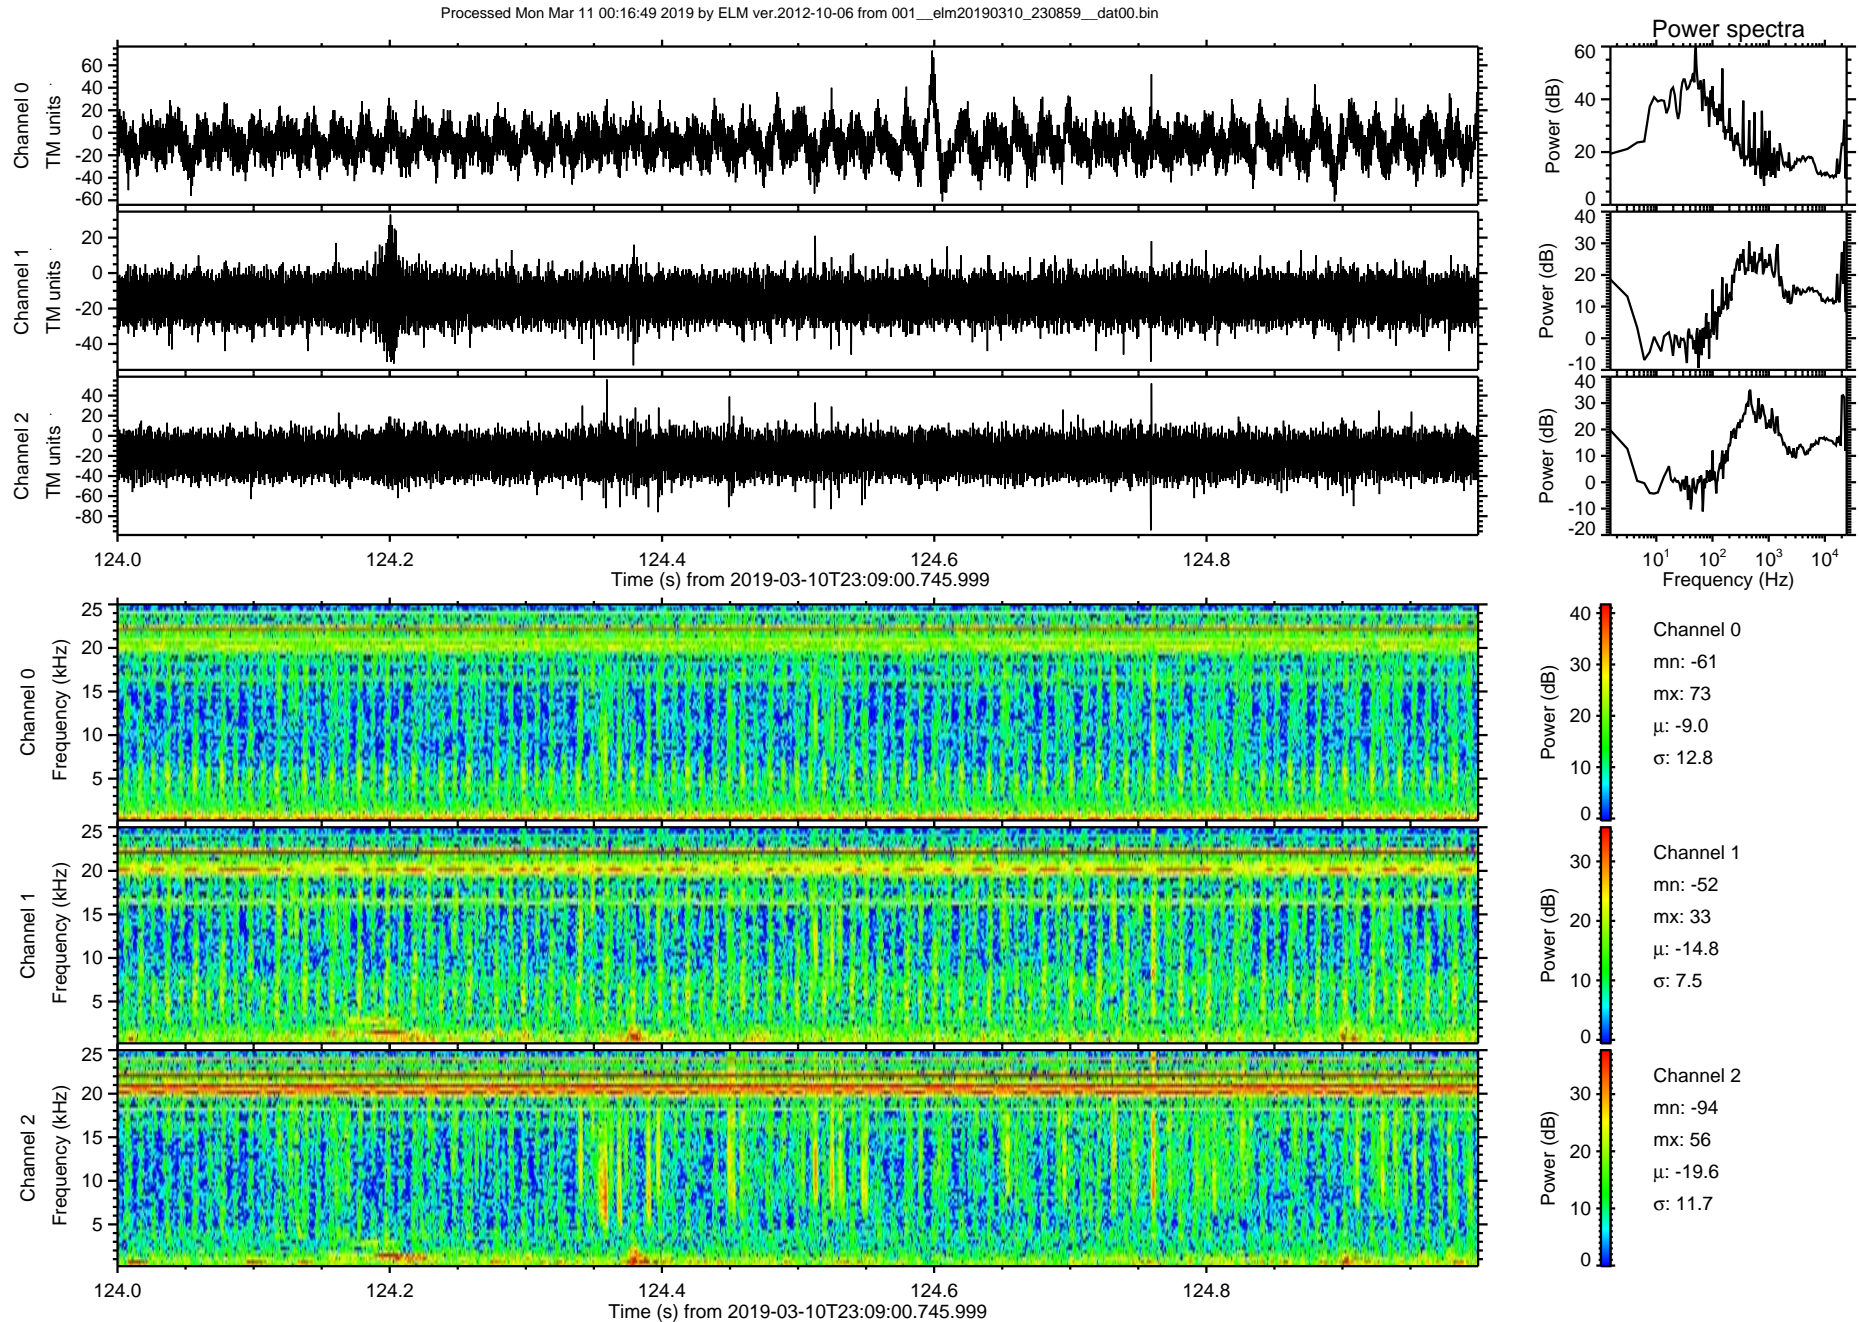 Processed Mon Mar 11 00:16:49 2019 by ELM ver.2012-10-06 from 001__elm20190310_230859__dat00.bin
Power spectra
Channel 0
TM units
60
40
20
0
-20
-40
-60
Power (dB)
60
40
20
0
Channel 1
TM units
20
0
-20
-40
Power (dB)
40
30
20
10
0
-10
Channel 2
TM units
40
20
0
-20
-40
-60
-80
Power (dB)
40
30
20
10
0
-10
-20
124.0 124.2 124.4 124.6 124.8
Time (s) from 2019-03-10T23:09:00.745.999
10^1 10^2 10^3 10^4
Frequency (Hz)
Channel 0
Frequency (kHz)
25
20
15
10
5
Power (dB)
40
30
20
10
0
Channel 0
mn: -61
mx: 73
μ: -9.0
σ: 12.8
Channel 1
Frequency (kHz)
25
20
15
10
5
Power (dB)
30
20
10
0
Channel 1
mn: -52
mx: 33
μ: -14.8
σ: 7.5
Channel 2
Frequency (kHz)
25
20
15
10
5
Power (dB)
30
20
10
0
Channel 2
mn: -94
mx: 56
μ: -19.6
σ: 11.7
124.0 124.2 124.4 124.6 124.8
Time (s) from 2019-03-10T23:09:00.745.999